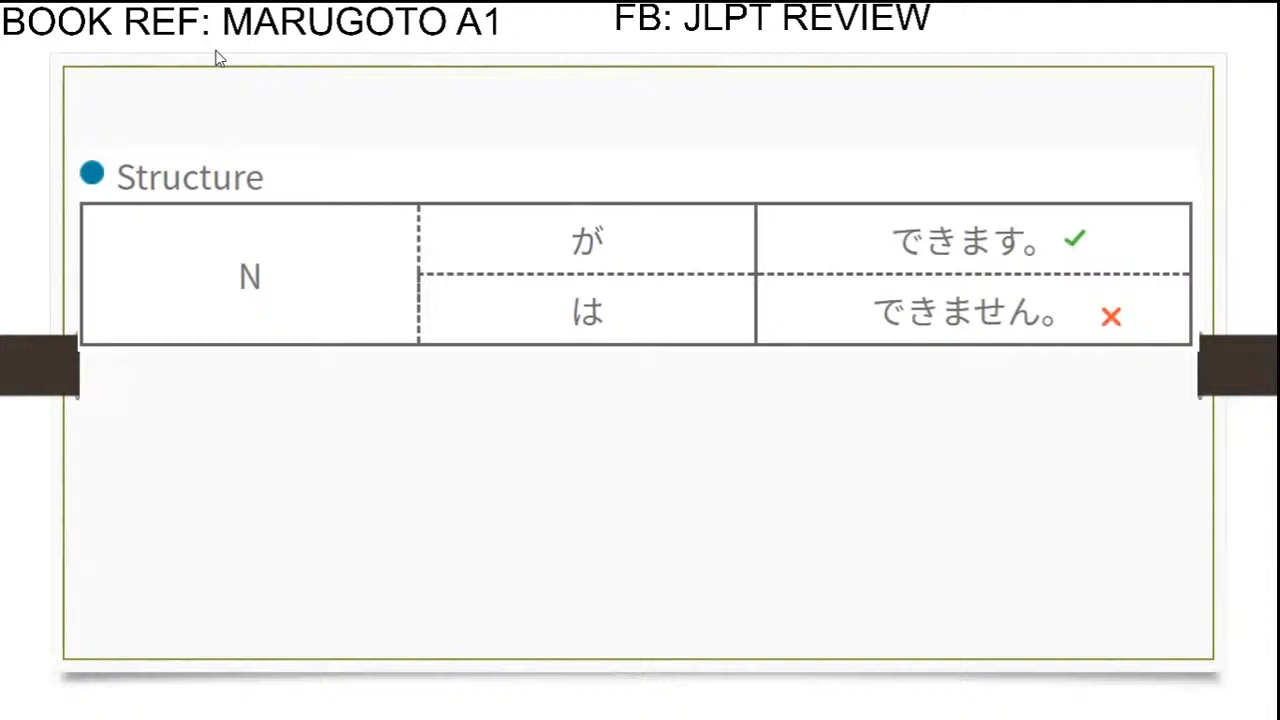 BOOK REF: MARUGOTO A1
FB: JLPT REVIEW
Structure
N
が
できます。
は
できません。